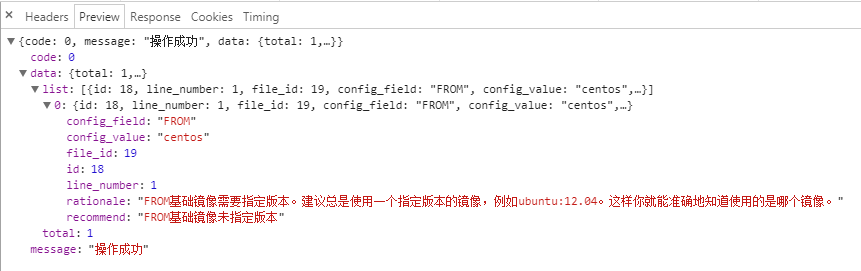 × Headers Preview Response Cookies Timing
▼{code: 0, message: "操作成功", data: {total: 1,…}}
code: 0
▼data: {total: 1,…}
▼list: [{id: 18, line_number: 1, file_id: 19, config_field: "FROM", config_value: "centos",…}]
▼0: {id: 18, line_number: 1, file_id: 19, config_field: "FROM", config_value: "centos",…}
config_field: "FROM"
config_value: "centos"
file_id: 19
id: 18
line_number: 1
rationale: "FROM基础镜像需要指定版本。建议总是使用一个指定版本的镜像，例如ubuntu:12.04。这样你就能准确地知道使用的是哪个镜像。"
recommend: "FROM基础镜像未指定版本"
total: 1
message: "操作成功"